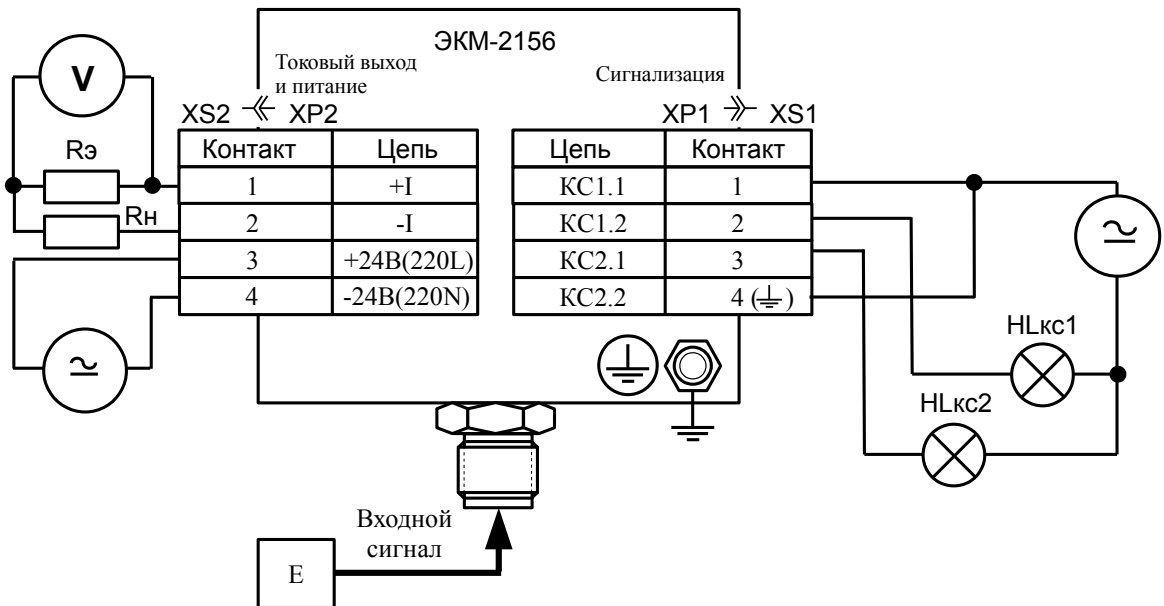 ЭКМ-2156
Токовый выход
и питание
Сигнализация
V
XS2
XP2
XP1
XS1
Rэ
Rн
Контакт Цепь
1 +I
2 -I
3 +24В(220L)
4 -24В(220N)
Цепь Контакт
КС1.1 1
КС1.2 2
КС2.1 3
КС2.2 4 ( )
HLкс1
HLкс2
Входной
сигнал
E